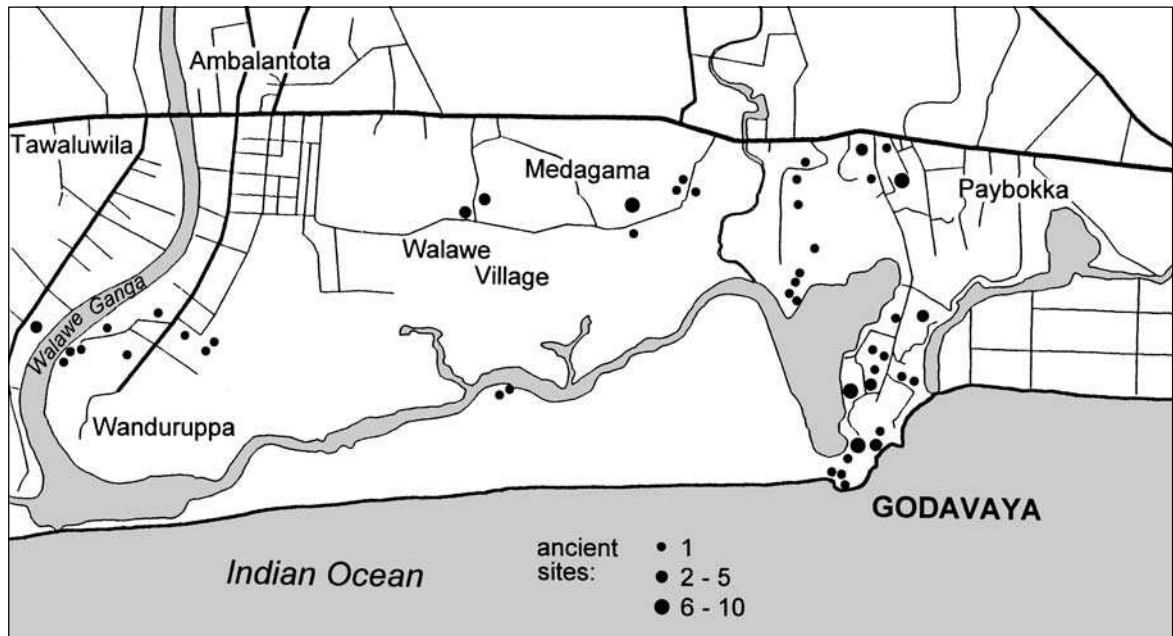 Ambalantota
Tawaluwila
Medagama
Paybokka
Walawe
Village
Walawe Ganga
Wanduruppa
GODAVAYA
Indian Ocean
ancient
sites:
1
2 - 5
6 - 10